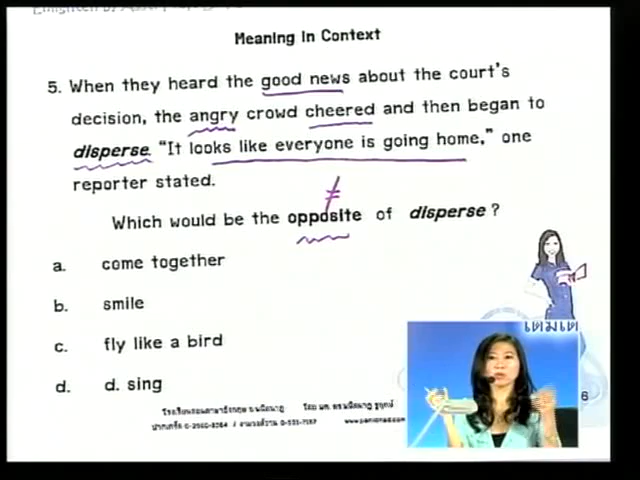 Meaning in Context
5. When they heard the good news about the court's
decision, the angry crowd cheered and then began to
disperse. "It looks like everyone is going home," one
reporter stated.
≠
Which would be the opposite of disperse?
a. come together
b. smile
c. fly like a bird
d. d. sing
6